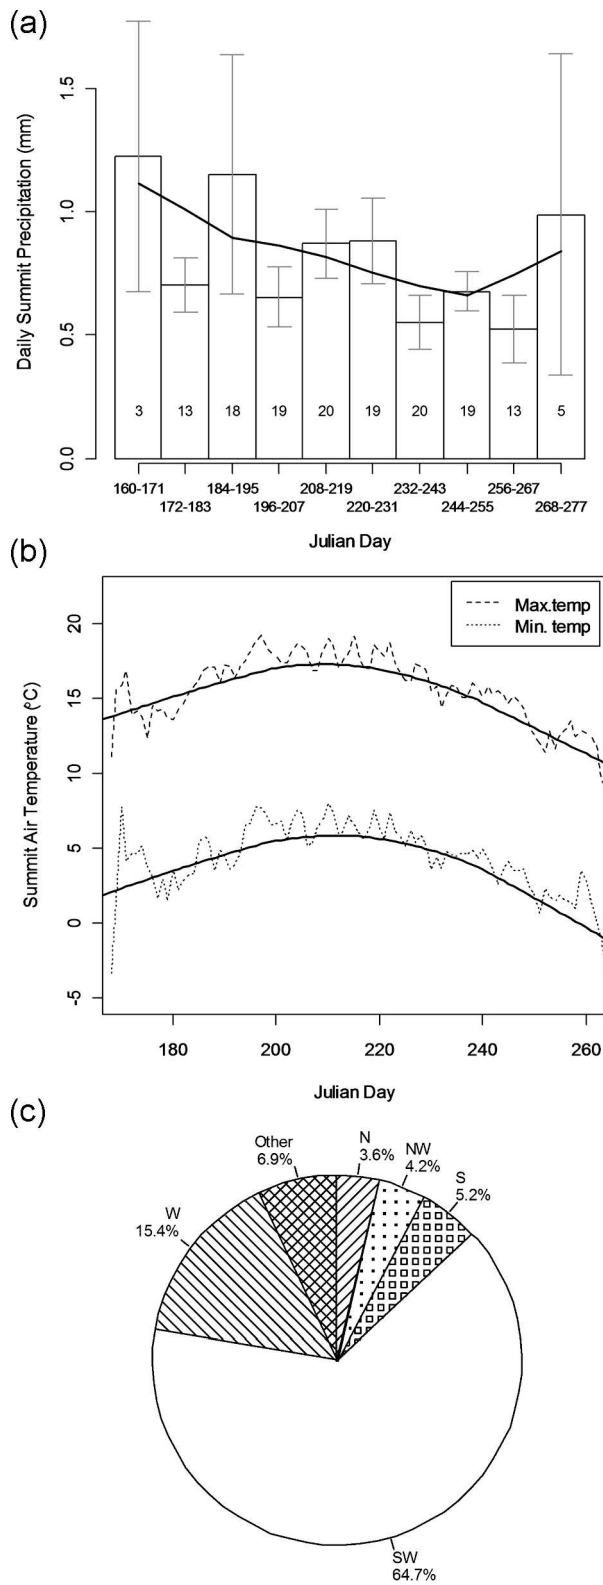 (a)
Daily Summit Precipitation (mm)
1.5
1.0
0.5
0.0
3 13 18 19 20 19 20 19 13 5
160-171 184-195 208-219 232-243 256-267
172-183 196-207 220-231 244-255 268-277
Julian Day
(b)
Summit Air Temperature (ºC)
20
15
10
5
0
-5
Max.temp
Min. temp
180 200 220 240 260
Julian Day
(c)
Other
6.9%
N
3.6%
NW
4.2%
S
5.2%
W
15.4%
SW
64.7%